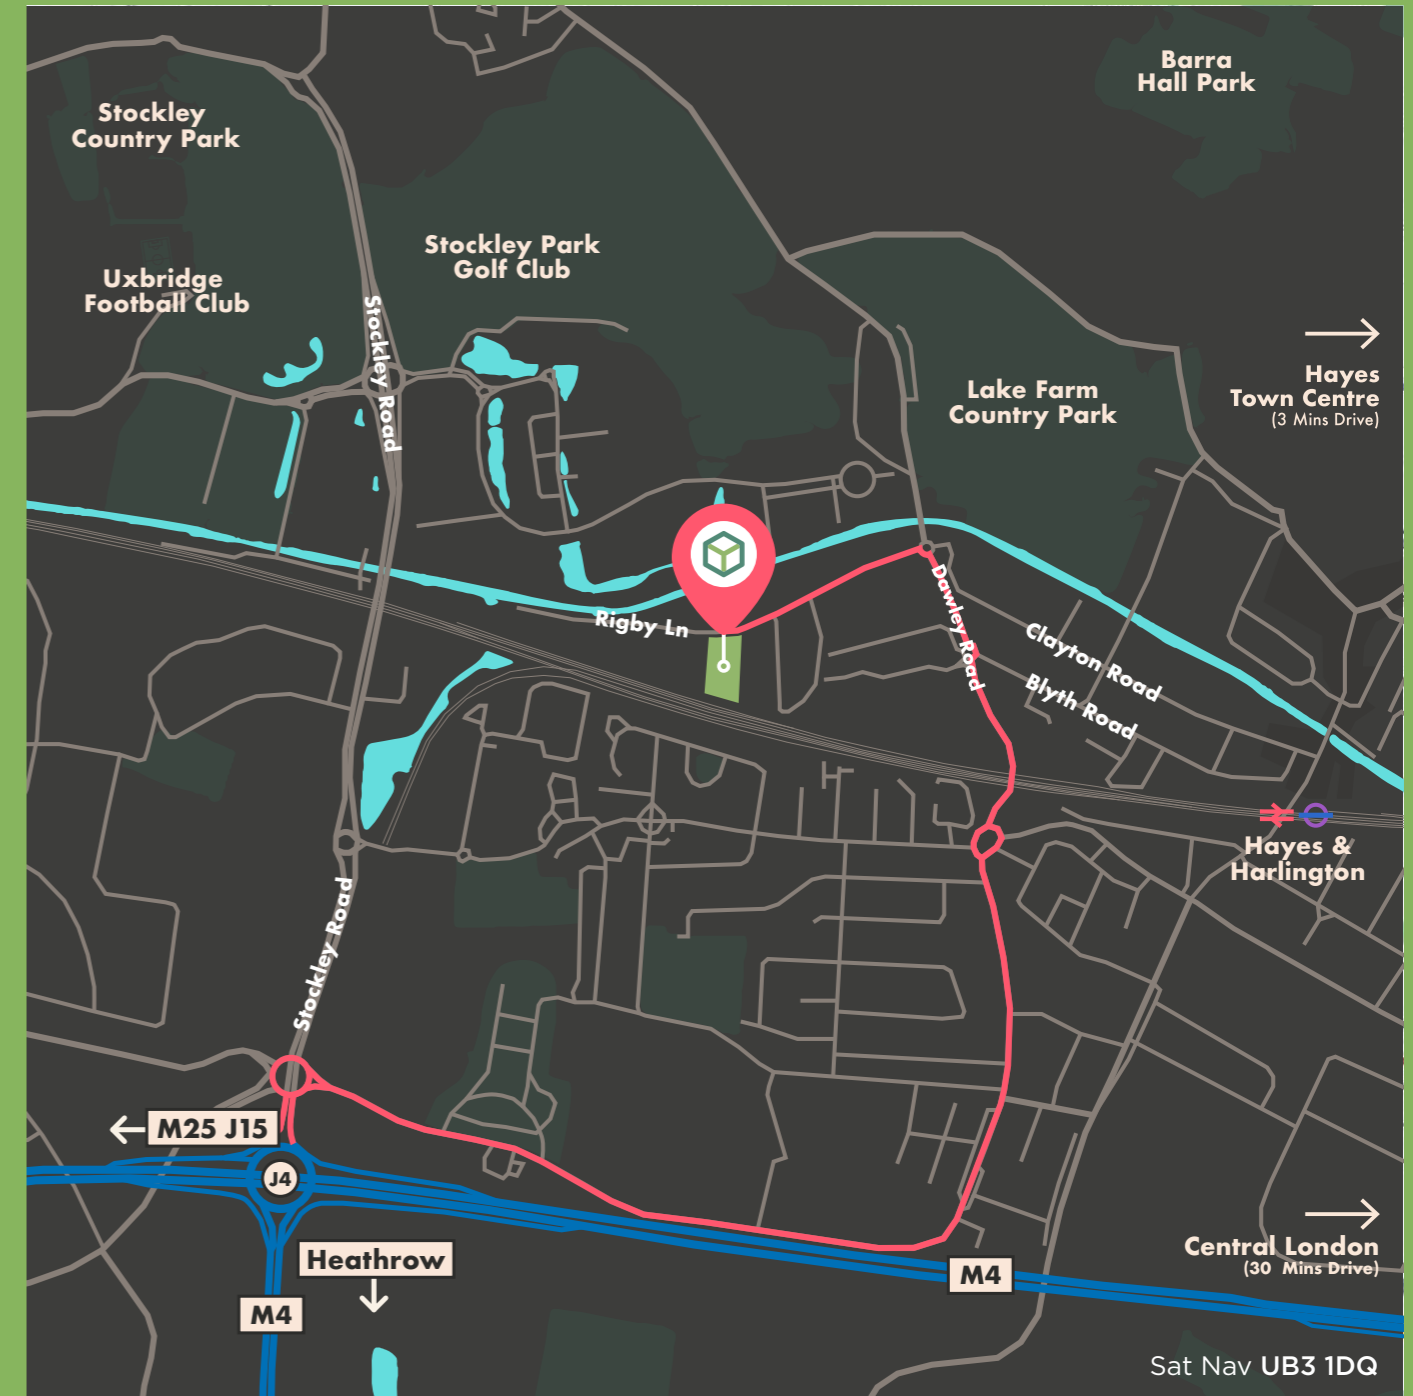 Barra
Hall Park
Stockley
Country Park
Stockley Park
Golf Club
Uxbridge
Football Club
Stockley Road
Hayes
Town Centre
(3 Mins Drive)
Lake Farm
Country Park
Rigby Ln
Dawley Road
Clayton Road
Blyth Road
Hayes &
Harlington
Stockley Road
M25 J15
J4
Heathrow
M4
M4
Central London
(30 Mins Drive)
Sat Nav UB3 1DQ